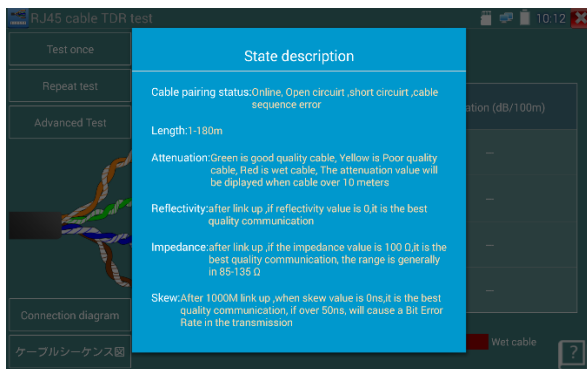 RJ45 cable TDR test
10:12
Test once
Repeat test
Advanced Test
ation (dB/100m)
State description
Cable pairing status:Online, Open circuirt ,short circuirt ,cable
sequence error
Length:1-180m
Attenuation:Green is good quality cable, Yellow is Poor quality
cable, Red is wet cable, The attenuation value will
be diplayed when cable over 10 meters
Reflectivity:after link up ,if reflectivity value is 0,it is the best
quality communication
Impedance:after link up ,if the impedance value is 100 Ω,it is the
best quality communication, the range is generally
in 85-135 Ω
Skew:After 1000M link up ,when skew value is 0ns,it is the best
quality communication, if over 50ns, will cause a Bit Error
Rate in the transmission
--
--
--
--
Connection diagram
ケーブルシーケンス図
Wet cable
?